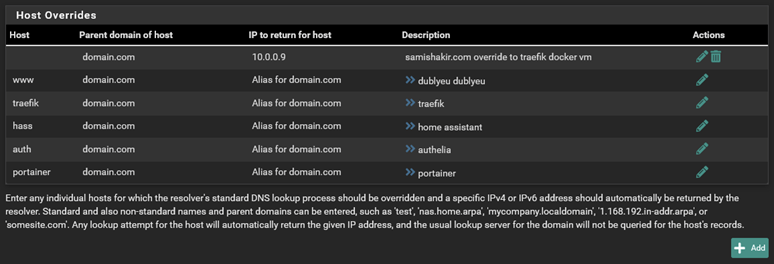 Host Overrides
Host Parent domain of host IP to return for host Description Actions
domain.com 10.0.0.9 samishakir.com override to traefik docker vm
www domain.com Alias for domain.com dublyeu dublyeu
traefik domain.com Alias for domain.com traefik
hass domain.com Alias for domain.com home assistant
auth domain.com Alias for domain.com authelia
portainer domain.com Alias for domain.com portainer
Enter any individual hosts for which the resolver's standard DNS lookup process should be overridden and a specific IPv4 or IPv6 address should automatically be returned by the
resolver. Standard and also non-standard names and parent domains can be entered, such as 'test', 'nas.home.arpa', 'mycompany.localdomain', '1.168.192.in-addr.arpa', or
'somesite.com'. Any lookup attempt for the host will automatically return the given IP address, and the usual lookup server for the domain will not be queried for the host's records.
Add